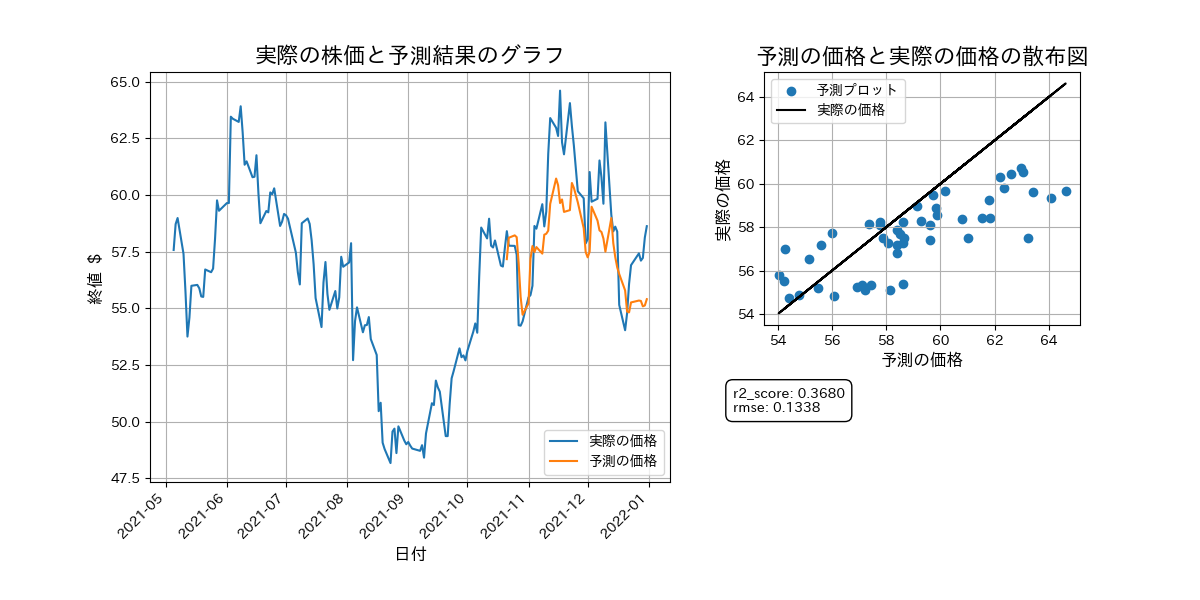 実際の株価と予測結果のグラフ
65.0
62.5
60.0
57.5
55.0
52.5
50.0
47.5
終値 $
2021-05
2021-06
2021-07
2021-08
2021-09
2021-10
2021-11
2021-12
2022-01
日付
実際の価格
予測の価格
予測の価格と実際の価格の散布図
予測プロット
実際の価格
64
62
60
58
56
54
実際の価格
54
56
58
60
62
64
予測の価格
r2_score: 0.3680
rmse: 0.1338